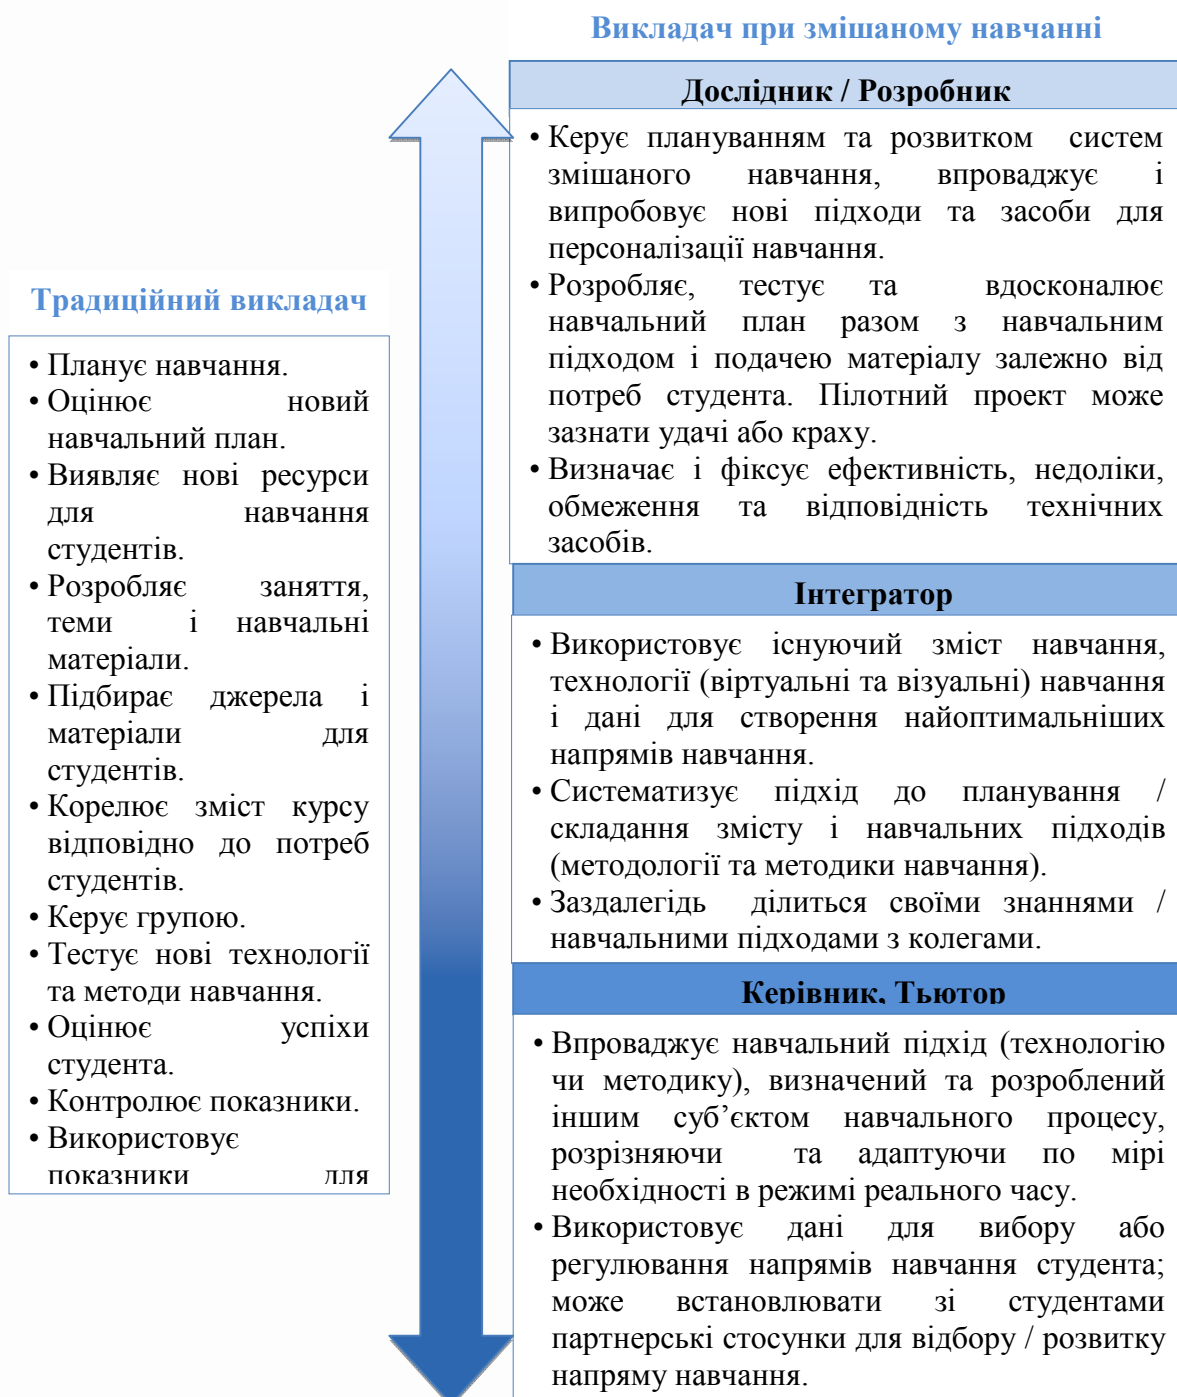 Викладач при змішаному навчанні
Дослідник / Розробник
• Керує плануванням та розвитком систем
змішаного навчання, впроваджує і
випробовує нові підходи та засоби для
персоналізації навчання.
• Розробляє, тестує та вдосконалює
навчальний план разом з навчальним
підходом і подачею матеріалу залежно від
потреб студента. Пілотний проект може
зазнати удачі або краху.
• Визначає і фіксує ефективність, недоліки,
обмеження та відповідність технічних
засобів.
Інтегратор
• Використовує існуючий зміст навчання,
технології (віртуальні та візуальні) навчання
і дані для створення найоптимальніших
напрямів навчання.
• Систематизує підхід до планування /
складання змісту і навчальних підходів
(методології та методики навчання).
• Заздалегідь ділиться своїми знаннями /
навчальними підходами з колегами.
Керівник, Тьютор
• Впроваджує навчальний підхід (технологію
чи методику), визначений та розроблений
іншим суб’єктом навчального процесу,
розрізняючи та адаптуючи по мірі
необхідності в режимі реального часу.
• Використовує дані для вибору або
регулювання напрямів навчання студента;
може встановлювати зі студентами
партнерські стосунки для відбору / розвитку
напряму навчання.
Традиційний викладач
• Планує навчання.
• Оцінює новий
навчальний план.
• Виявляє нові ресурси
для навчання
студентів.
• Розробляє заняття,
теми і навчальні
матеріали.
• Підбирає джерела і
матеріали для
студентів.
• Корелює зміст курсу
відповідно до потреб
студентів.
• Керує групою.
• Тестує нові технології
та методи навчання.
• Оцінює успіхи
студента.
• Контролює показники.
• Використовує
показники для